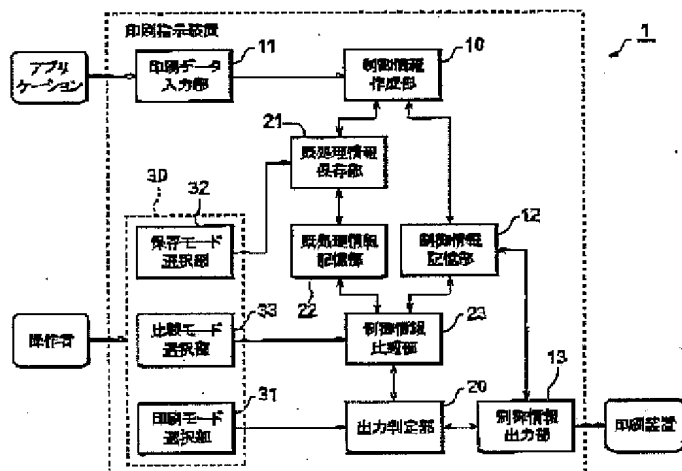 印刷指示装置
1
アプリ
ケーション
11
印刷データ
入力部
10
制御情報
作成部
21
既処理情報
保存部
30
32
保存モード
選択部
既処理情報
記憶部
22
12
制御情報
記憶部
操作者
33
比較モード
選択部
23
制御情報
比較部
31
印刷モード
選択部
20
出力判定部
13
制御情報
出力部
印刷装置